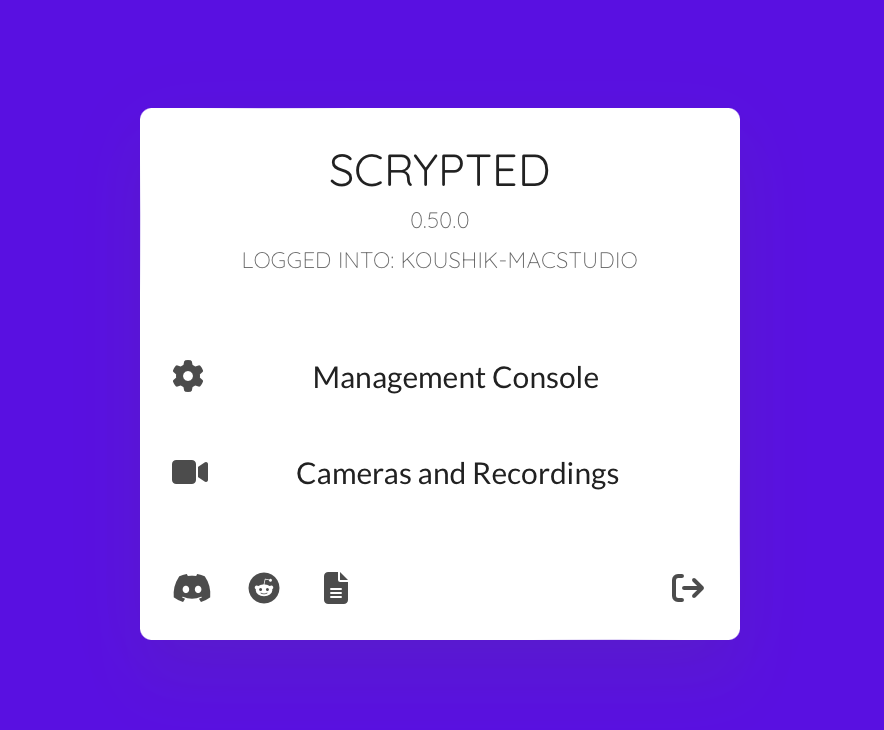 SCRYPTED
0.50.0
LOGGED INTO: KOUSHIK-MACSTUDIO
Management Console
Cameras and Recordings